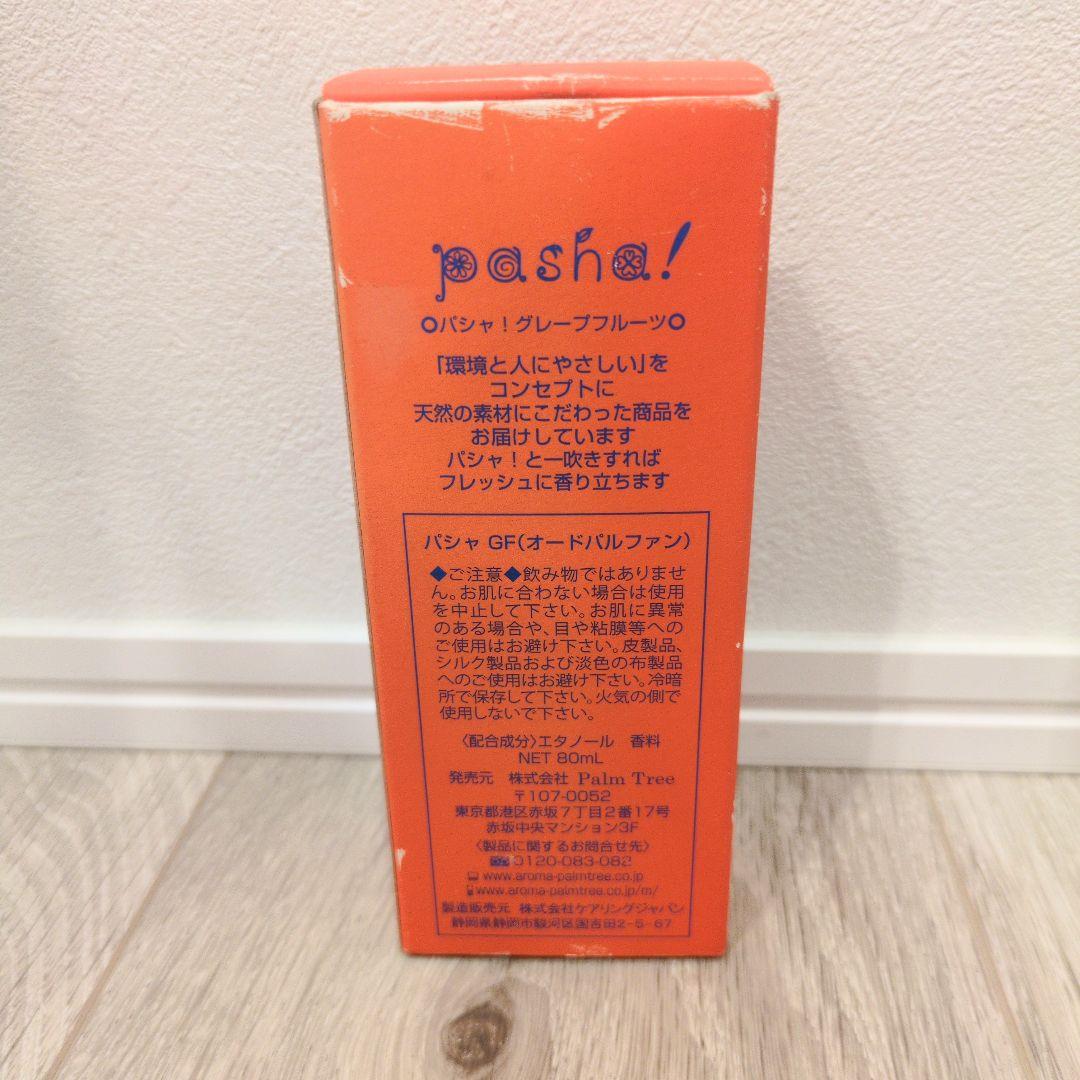 pasha!
○パシャ！グレープフルーツ○
「環境と人にやさしい」を
コンセプトに
天然の素材にこだわった商品を
お届けしています
パシャ！と一吹きすれば
フレッシュに香り立ちます
パシャ GF(オードパルファン)
◆ご注意◆飲み物ではありませ
ん。お肌に合わない場合は使用
を中止して下さい。お肌に異常
のある場合や、目や粘膜等への
ご使用はお避け下さい。皮製品、
シルク製品および淡色の布製品
へのご使用はお避け下さい。冷暗
所で保存して下さい。火気の側で
使用しないで下さい。
〈配合成分〉エタノール 香料
NET 80mL
発売元 株式会社 Palm Tree
〒107-0052
東京都港区赤坂7丁目2番17号
赤坂中央マンション3F
〈製品に関するお問合せ先〉
0120-083-082
www.aroma-palmtree.co.jp
www.aroma-palmtree.co.jp/m/
製造販売元 株式会社ケアリングジャパン
静岡県静岡市駿河区国吉田2-5-67